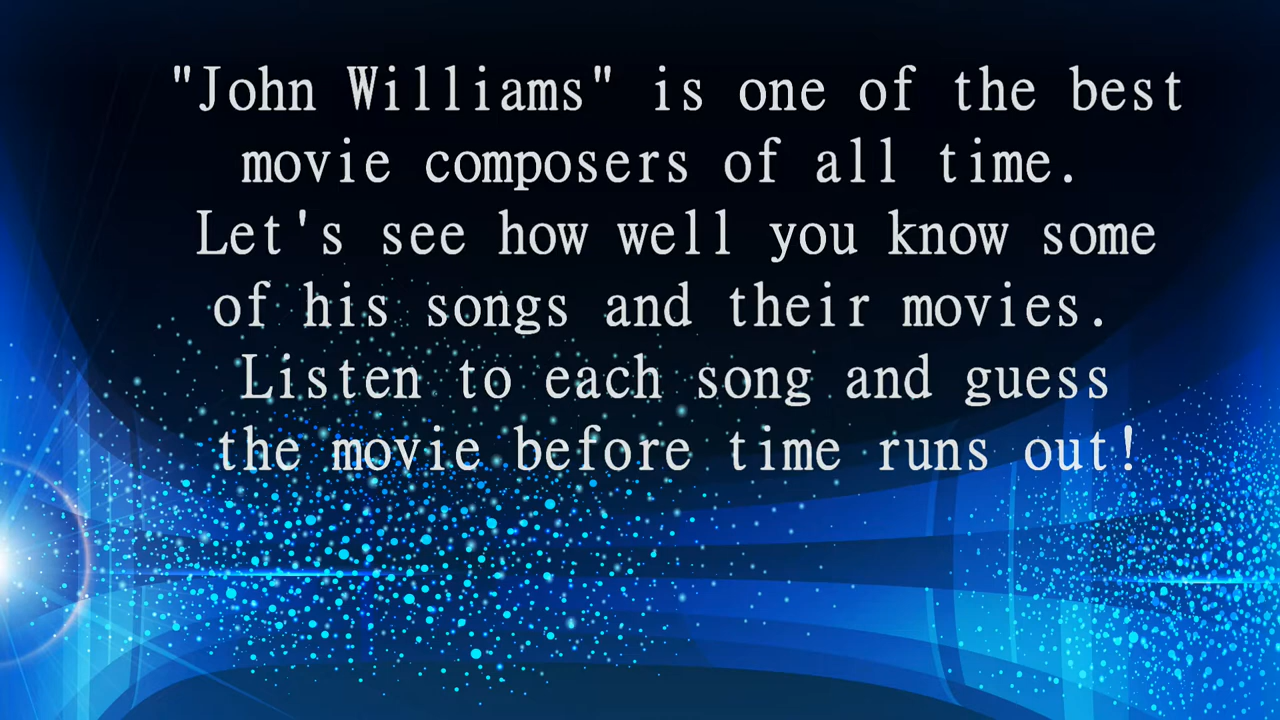 "John Williams" is one of the best
movie composers of all time.
Let's see how well you know some
of his songs and their movies.
Listen to each song and guess
the movie before time runs out!